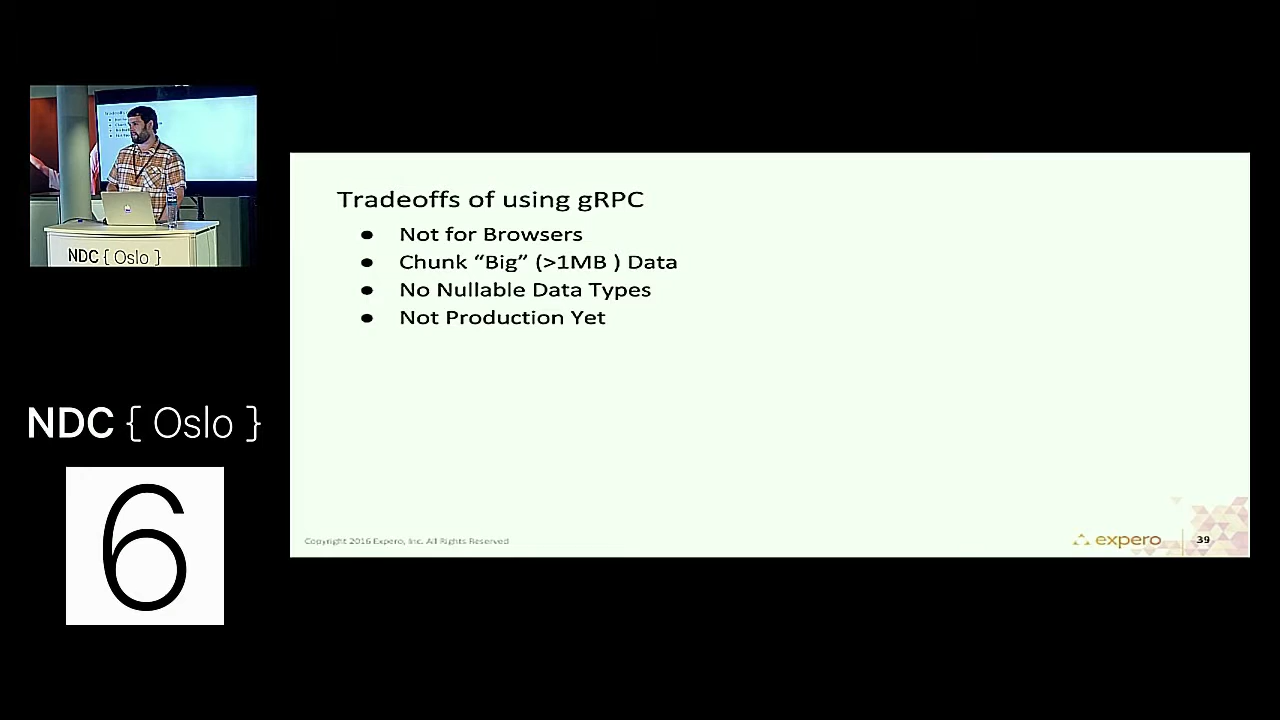 NDC { Oslo }
NDC { Oslo }
6
Tradeoffs of using gRPC
● Not for Browsers
● Chunk “Big” (>1MB ) Data
● No Nullable Data Types
● Not Production Yet
Copyright 2016 Expero, Inc. All Rights Reserved
expero
39